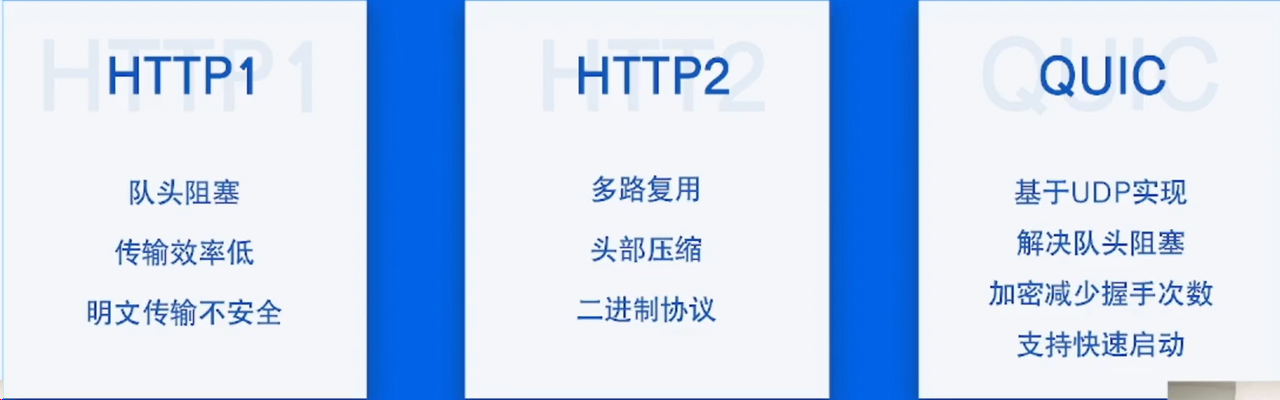 HTTP1
队头阻塞
传输效率低
明文传输不安全
HTTP2
多路复用
头部压缩
二进制协议
QUIC
基于UDP实现
解决队头阻塞
加密减少握手次数
支持快速启动